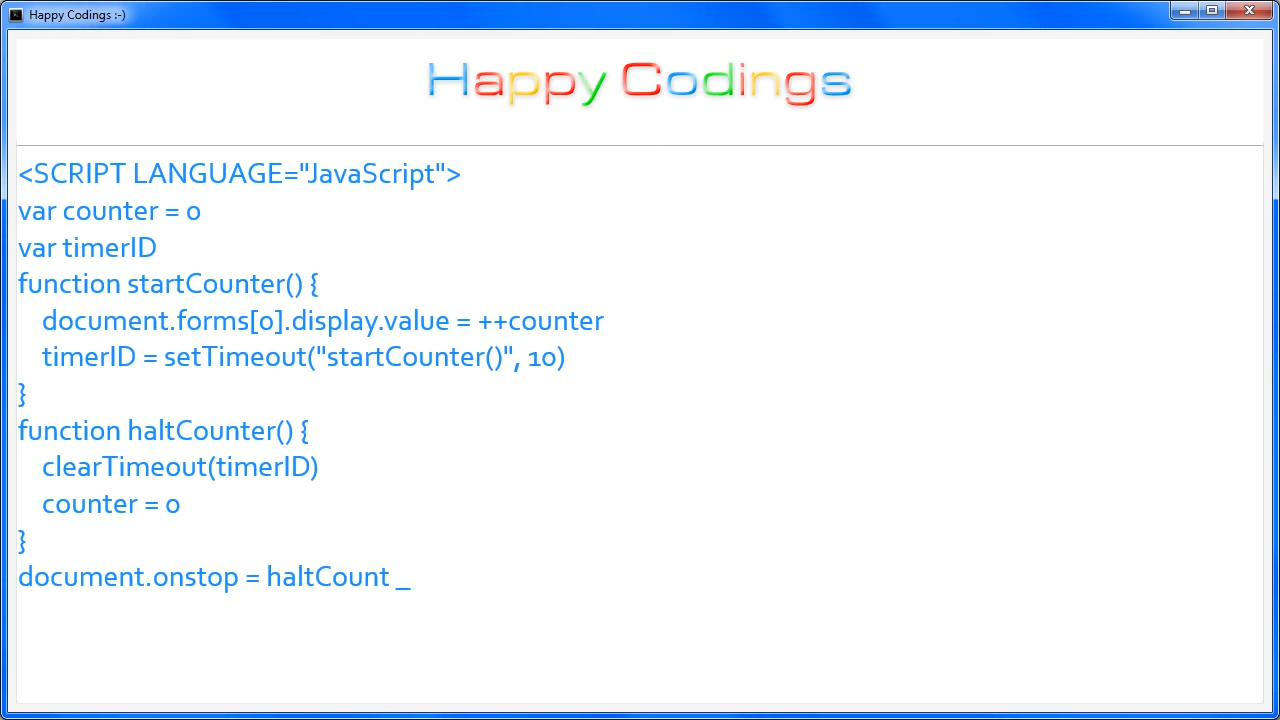 Happy Codings :-)
Happy Codings
<SCRIPT LANGUAGE="JavaScript">
var counter = 0
var timerID
function startCounter() {
    document.forms[0].display.value = ++counter
    timerID = setTimeout("startCounter()", 10)
}
function haltCounter() {
    clearTimeout(timerID)
    counter = 0
}
document.onstop = haltCount _